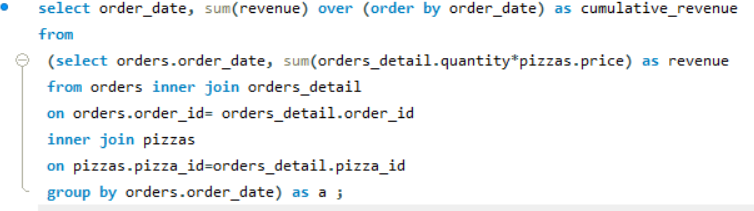 select order_date, sum(revenue) over (order by order_date) as cumulative_revenue
from
(select orders.order_date, sum(orders_detail.quantity*pizzas.price) as revenue
from orders inner join orders_detail
on orders.order_id= orders_detail.order_id
inner join pizzas
on pizzas.pizza_id=orders_detail.pizza_id
group by orders.order_date) as a ;